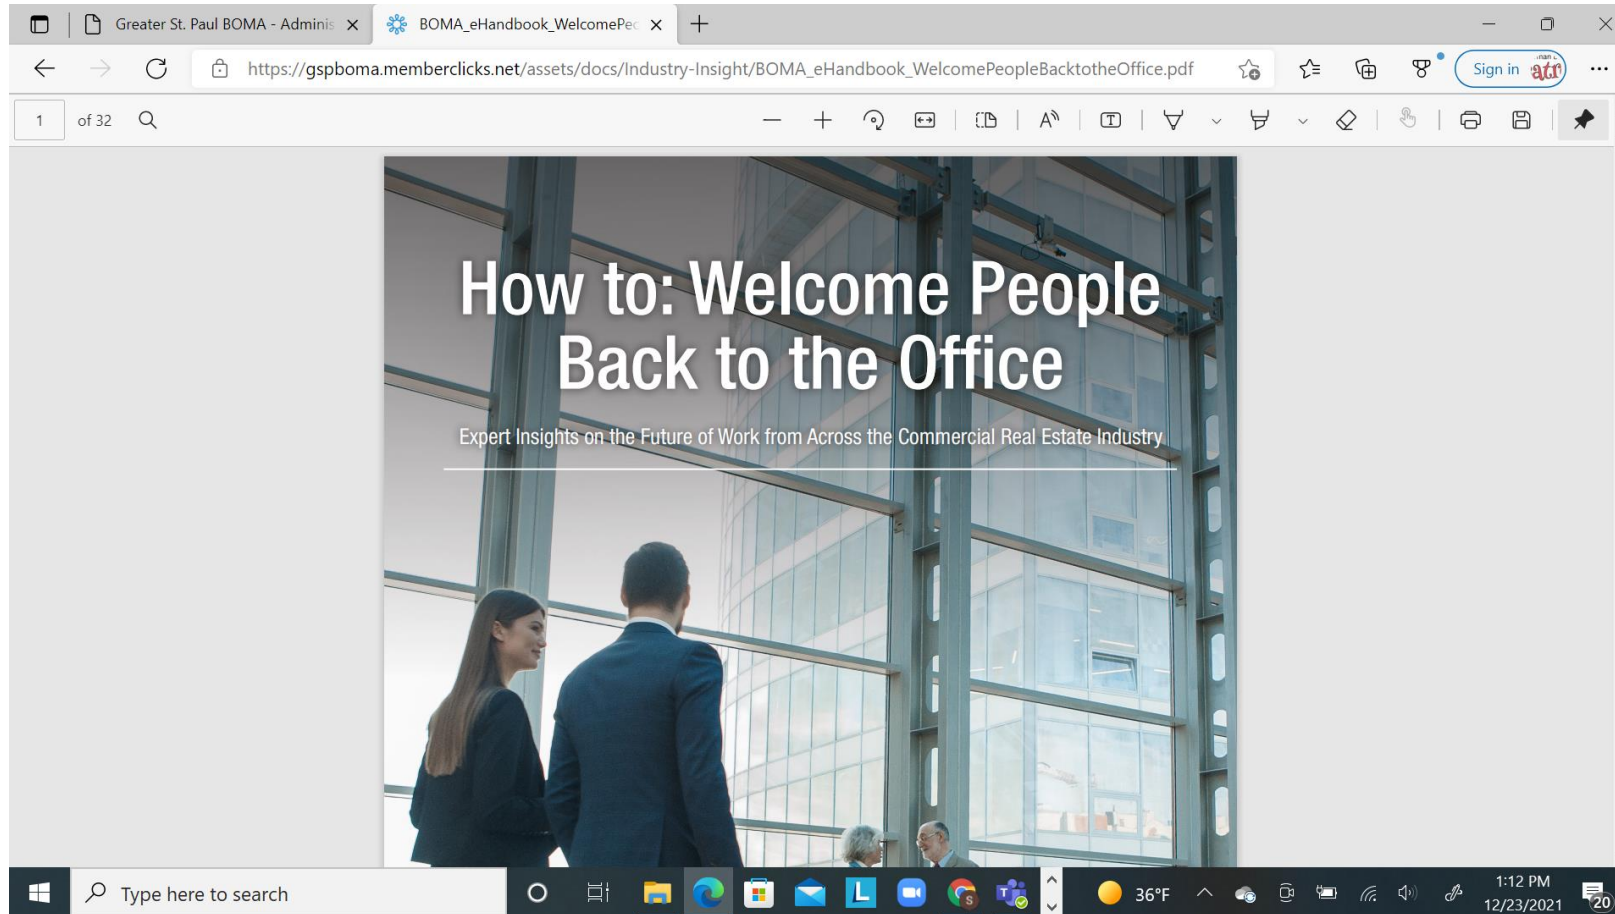 Greater St. Paul BOMA - Adminis
BOMA_eHandbook_WelcomePeo
https://gspboma.memberclicks.net/assets/docs/Industry-Insight/BOMA_eHandbook_WelcomePeopleBacktotheOffice.pdf
Sign in
atr
1 of 32
How to: Welcome People
Back to the Office
Expert Insights on the Future of Work from Across the Commercial Real Estate Industry
Type here to search
L
S
36°F
1:12 PM
12/23/2021
20